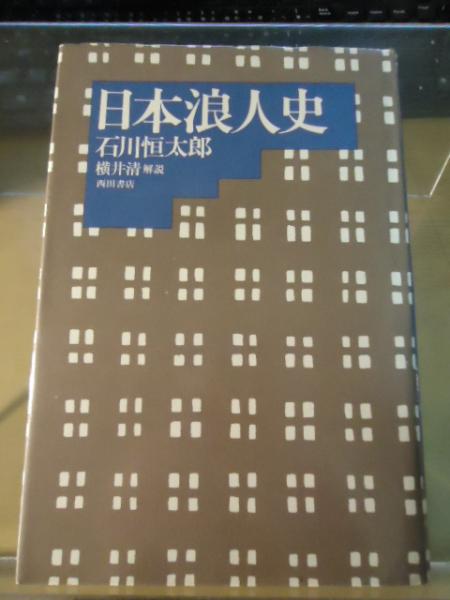 日本浪人史
石川恒太郎
横井清 解説
西田書店